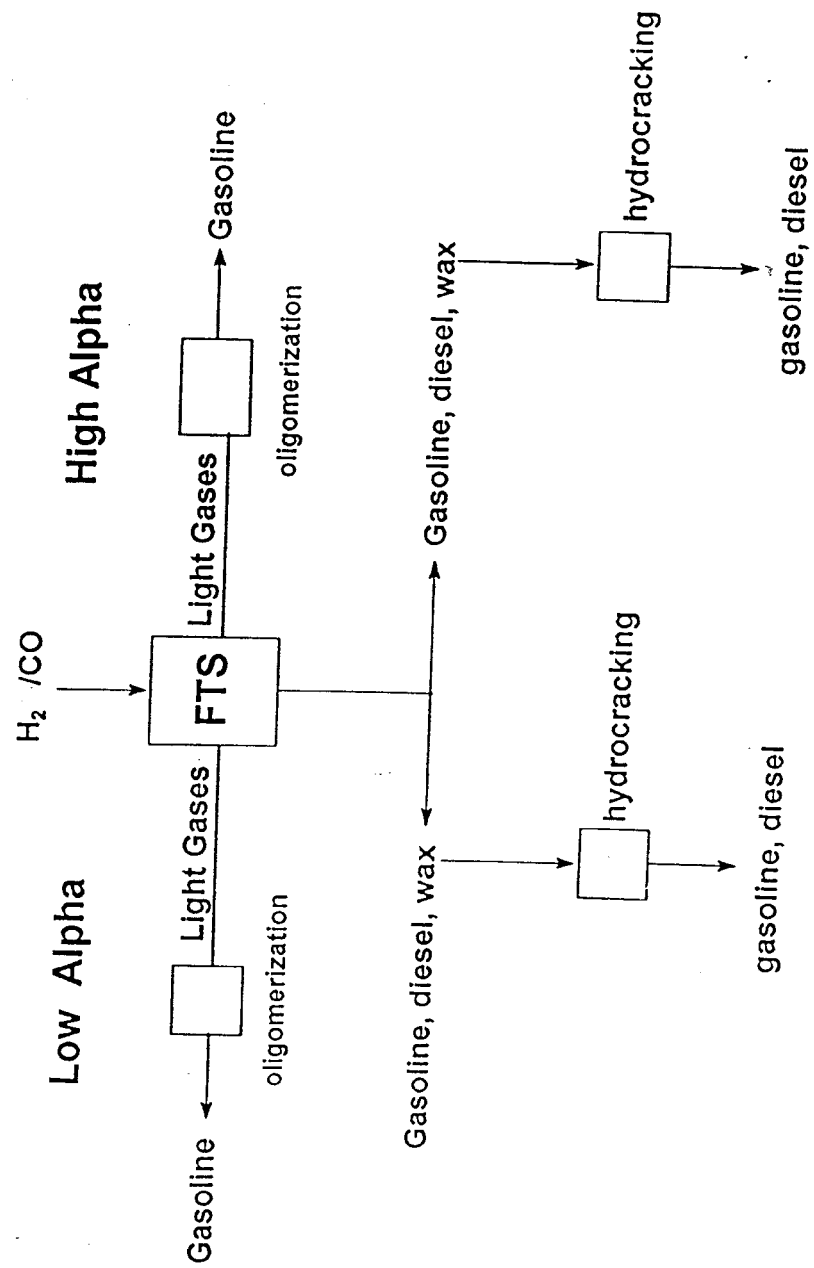 H₂ /CO
Low Alpha
High Alpha
Gasoline
Light Gases
FTS
Light Gases
Gasoline
oligomerization
oligomerization
Gasoline, diesel, wax
Gasoline, diesel, wax
hydrocracking
hydrocracking
gasoline, diesel
gasoline, diesel